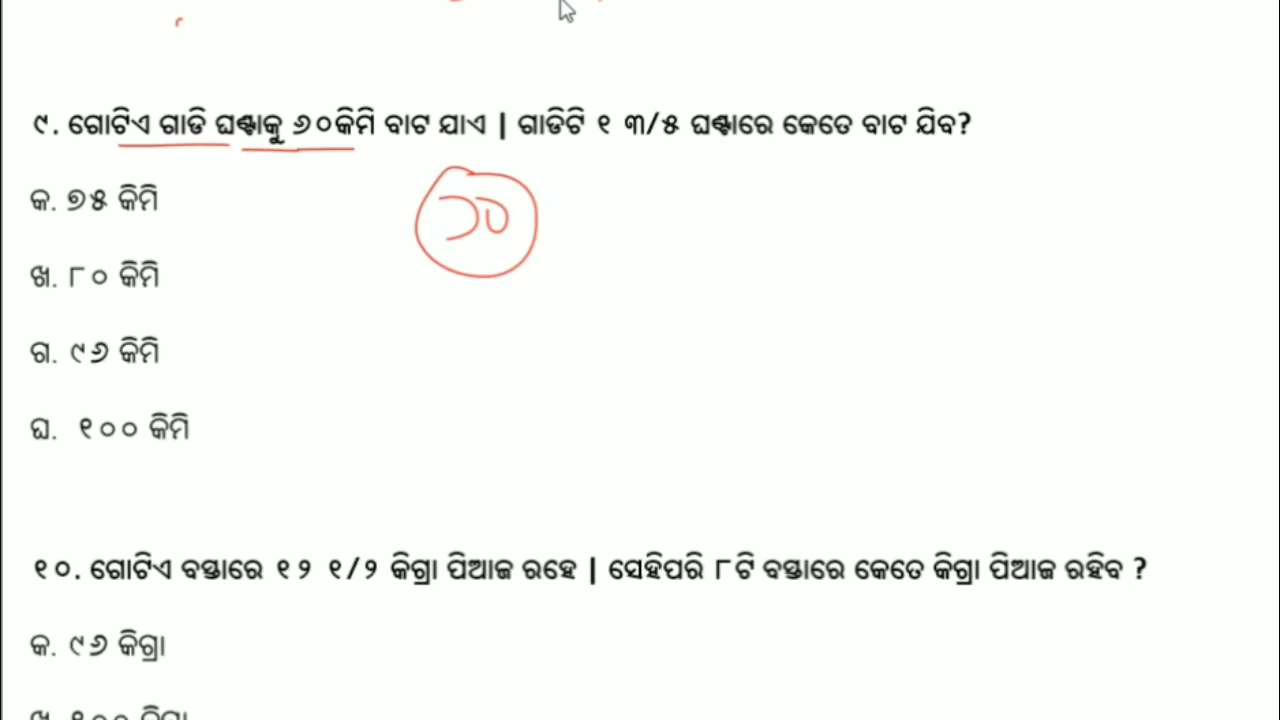 ୯. ଗୋଟିଏ ଗାଡି ଘଣ୍ଟାକୁ ୬୦କିମି ବାଟ ଯାଏ | ଗାଡିଟି ୧ ୩/୫ ଘଣ୍ଟାରେ କେତେ ବାଟ ଯିବ?
କ. ୭୫ କିମି
ଖ. ୮୦ କିମି
ଗ. ୯୬ କିମି
ଘ. ୧୦୦ କିମି
୧୦. ଗୋଟିଏ ବସ୍ତାରେ ୧୨ ୧/୨ କିଗ୍ରା ପିଆଜ ରହେ | ସେହିପରି ୮ଟି ବସ୍ତାରେ କେତେ କିଗ୍ରା ପିଆଜ ରହିବ ?
କ. ୯୬ କିଗ୍ରା